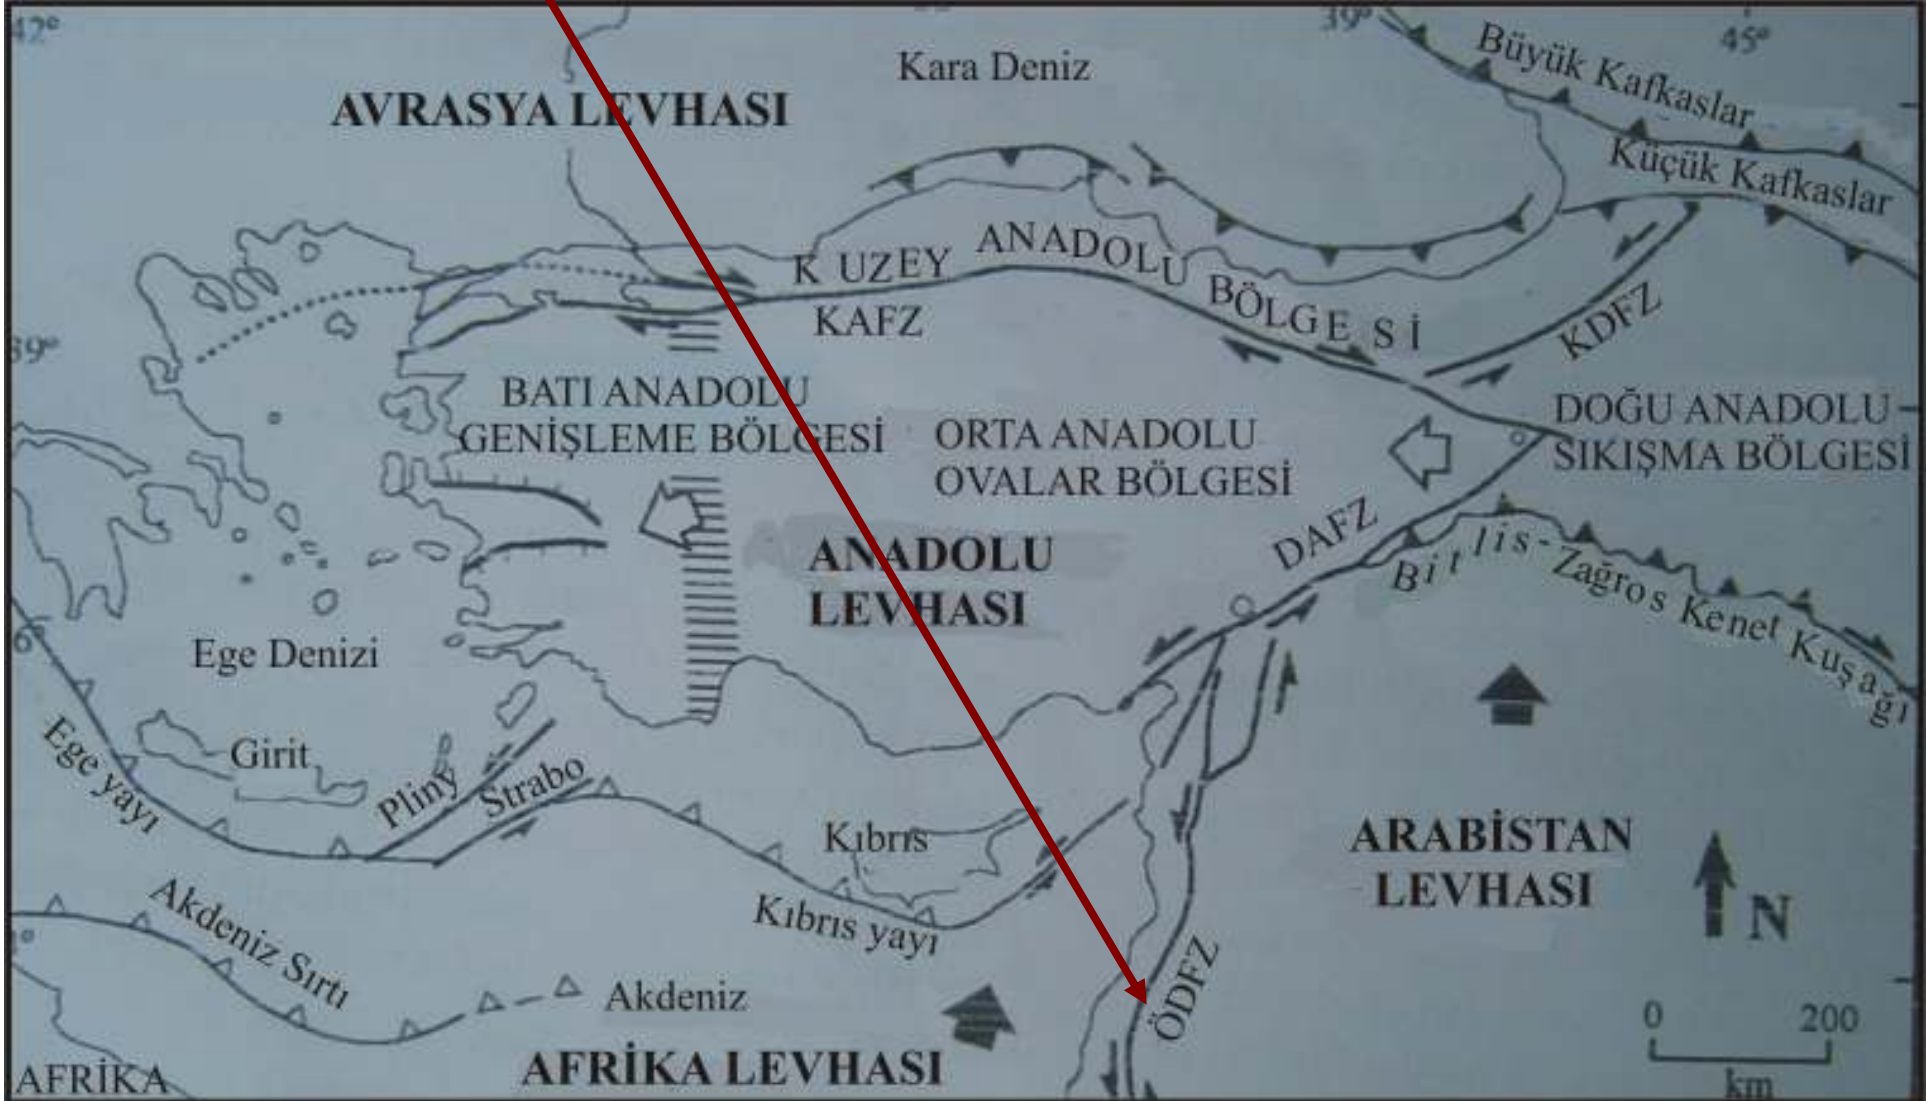 42°
39°
45°
Kara Deniz
Büyük Kafkaslar
AVRASYA LEVHASI
Küçük Kafkaslar
KUZEY ANADOLU BÖLGESİ
KAFZ
KDFZ
39°
BATI ANADOLU
GENİŞLEME BÖLGESİ
ORTA ANADOLU
OVALAR BÖLGESİ
DOĞU ANADOLU
SIKIŞMA BÖLGESİ
DAFZ
ANADOLU
LEVHASI
Bitlis-Zağros Kenet Kuşağı
Ege Denizi
Ege yayı
Girit
Pliny
Strabo
Kıbrıs
Kıbrıs yayı
ARABİSTAN
LEVHASI
N
Akdeniz Sırtı
Akdeniz
ÖDFZ
0 200
km
AFRİKA
AFRİKA LEVHASI